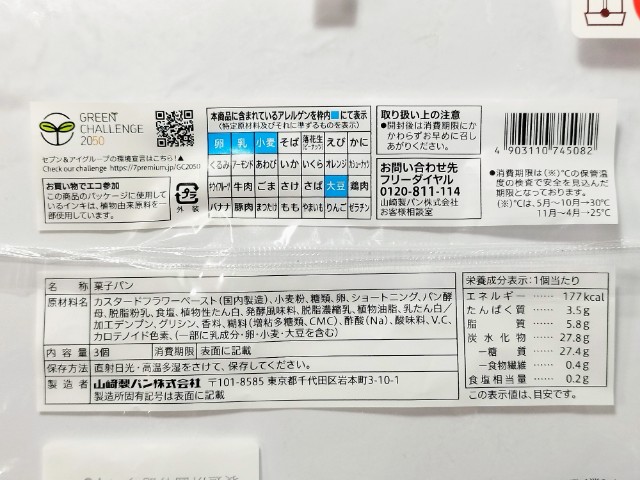 GREEN
CHALLENGE
2050
セブン＆アイグループの環境宣言はこちら!▲
Check our challenge https://7premium.jp/GC2050
お買い物でエコ参加
この商品のパッケージに使用して
いるインキは、植物由来原料を一
部使用しています。
プラ
外装
本商品に含まれているアレルゲンを枠内■にて表示
(特定原材料及びそれに準ずるものを表示)
卵 乳 小麦 そば 落花生(ピーナッツ) えび かに
くるみ アーモンド あわび いか いくら オレンジ カシューナッツ
キウイフルーツ 牛肉 ごま さけ さば 大豆 鶏肉
バナナ 豚肉 まつたけ もも やまいも りんご ゼラチン
取り扱い上の注意
●開封後は消費期限にか
かわらずお早めに召し
あがりください。
お問い合わせ先
フリーダイヤル
0120-811-114
山崎製パン株式会社
お客様相談室
4 903110 745082
●消費期限は、(※)℃の保管温
度の検査で安全を見込んだ
期限となっております。
(※)℃は、5月～10月→30℃
11月～4月→25℃
名 称 菓子パン
原材料名 カスタードフラワーペースト(国内製造)、小麦粉、糖類、卵、ショートニング、パン酵
母、脱脂粉乳、食塩、植物性たん白、発酵風味料、脱脂濃縮乳、植物油脂、乳たん白/
加工デンプン、グリシン、香料、糊料(増粘多糖類、CMC)、酢酸(Na)、酸味料、V.C、
カロテノイド色素、(一部に乳成分・卵・小麦・大豆を含む)
内 容 量 3個 消費期限 表面に記載
保存方法 直射日光・高温多湿をさけて、保存してください。
製 造 者 山崎製パン株式会社 〒101-8585 東京都千代田区岩本町3-10-1
製造所固有記号は表面に記載
栄養成分表示:1個当たり
エネルギー …… 177kcal
たんぱく質 …… 3.5g
脂 質 …… 5.8g
炭 水 化 物 …… 27.8g
－糖 質 …… 27.4g
－食物繊維 …… 0.4g
食塩相当量 …… 0.2g
この表示値は、目安です。